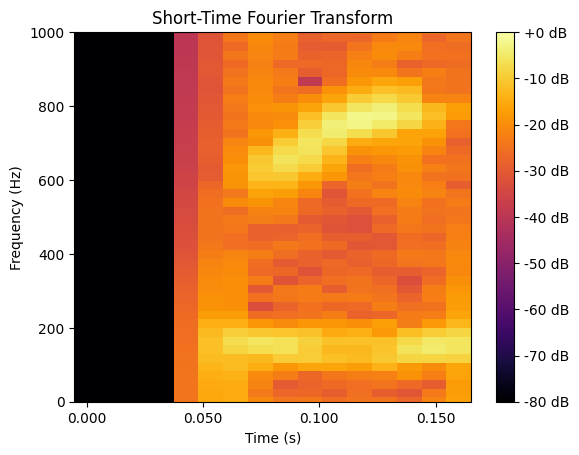 Short-Time Fourier Transform
Frequency (Hz)
1000
800
600
400
200
0
0.000
0.050
0.100
0.150
Time (s)
+0 dB
-10 dB
-20 dB
-30 dB
-40 dB
-50 dB
-60 dB
-70 dB
-80 dB